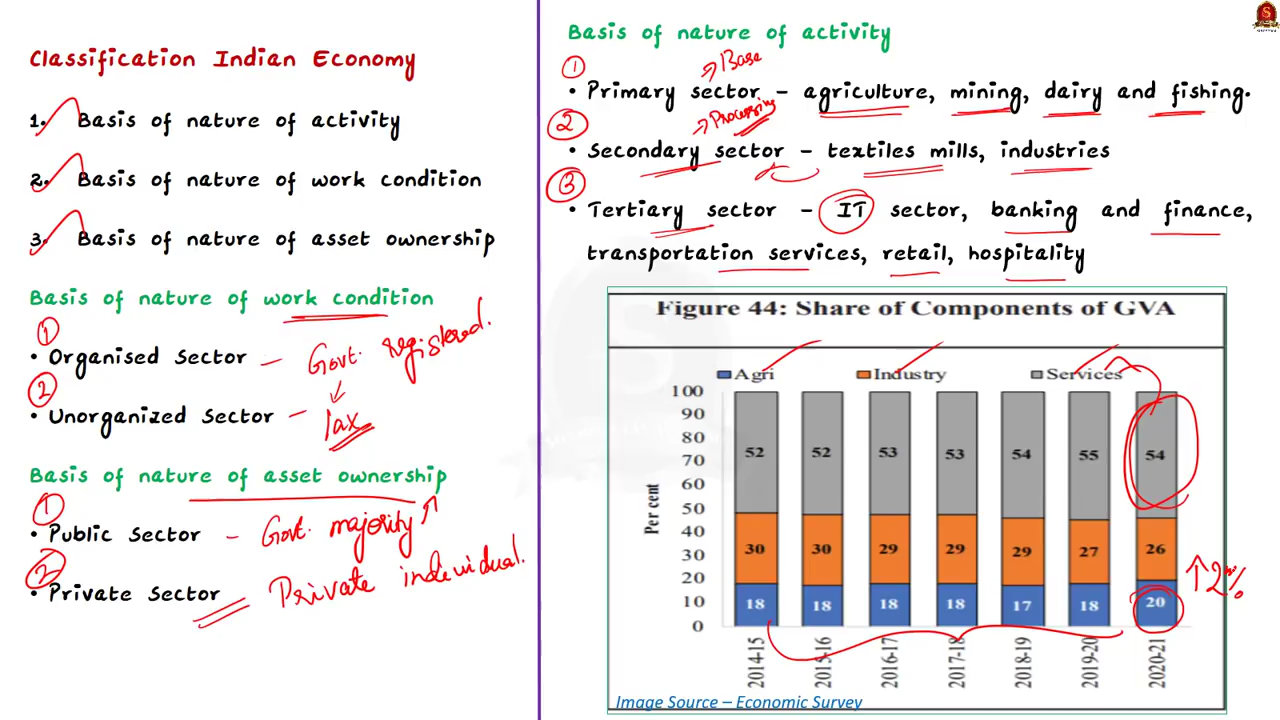 Classification Indian Economy
1. Basis of nature of activity
2. Basis of nature of work condition
3. Basis of nature of asset ownership
Basis of nature of work condition
①
• Organised Sector — Govt. registered.
②
• Unorganized Sector — Tax
Basis of nature of asset ownership
①
• Public Sector — Govt. majority ↑
②
• Private Sector Private individual.
Basis of nature of activity
① → Base
• Primary sector – agriculture, mining, dairy and fishing.
② → Processing
• Secondary sector – textiles mills, industries
③
• Tertiary sector – IT sector, banking and finance,
transportation services, retail, hospitality
Figure 44: Share of Components of GVA
Agri Industry Services
Per cent
100
90
80
70
60
50
40
30
20
10
0
52 52 53 53 54 55 54
30 30 29 29 29 27 26
18 18 18 18 17 18 20
↑2%
2014-15 2015-16 2016-17 2017-18 2018-19 2019-20 2020-21
Image Source – Economic Survey